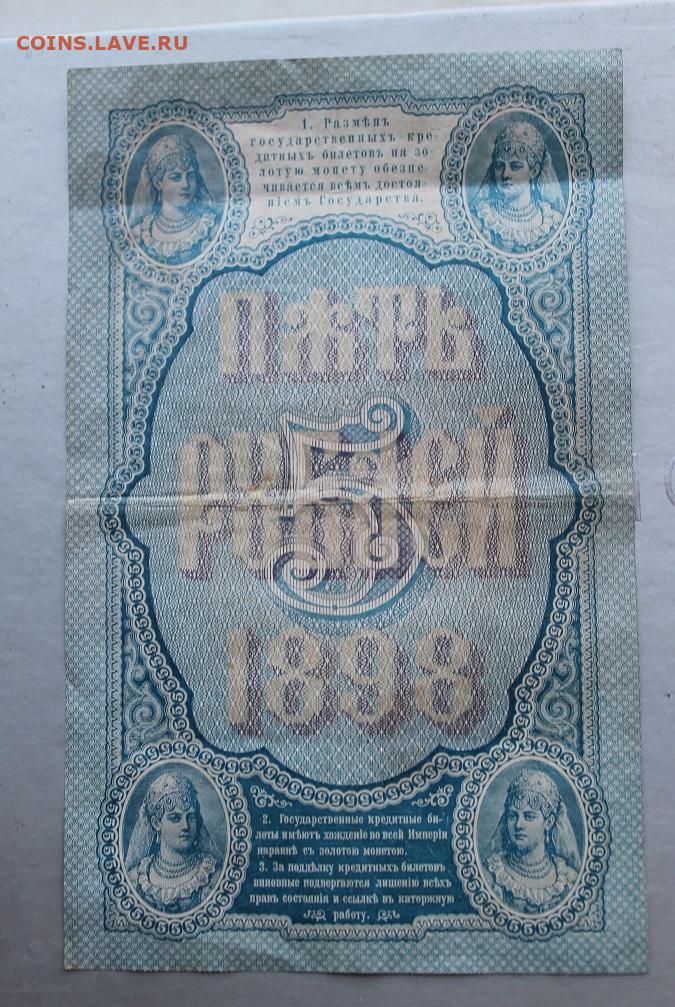 COINS.LAVE.RU
1. Размѣнъ
государственныхъ кре-
дитныхъ билетовъ на зо-
лотую монету обезпе-
чивается всѣмъ достоя-
ніемъ Государства.
ПѦТЬ
РУБЛЕЙ
5
1898
2. Государственные кредитные би-
леты имѣютъ хожденіе во всей Имперіи
наравнѣ съ золотою монетою.
3. За поддѣлку кредитныхъ билетовъ
виновные подвергаются лишенію всѣхъ
правъ состоянія и ссылкѣ въ каторжную
работу.